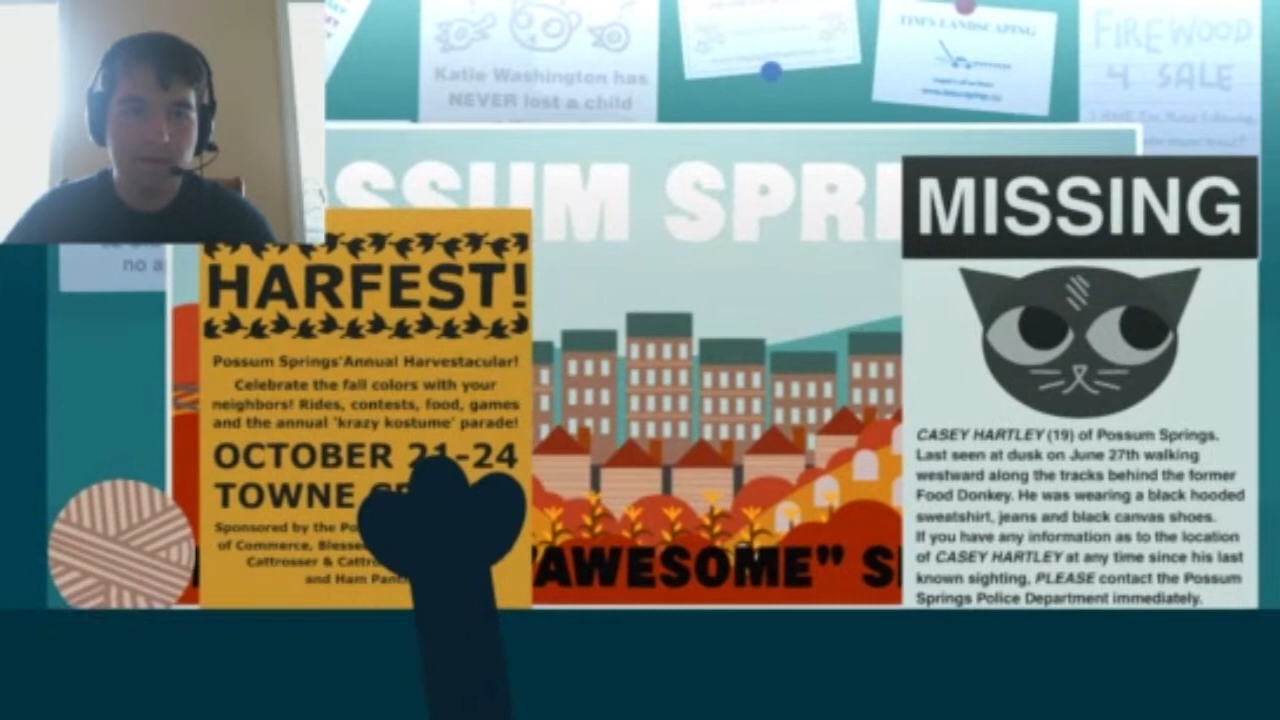 Katie Washington has
NEVER lost a child
TIM'S LANDSCAPING
FIREWOOD
4 SALE
SSUM SPRI
MISSING
no a
HARFEST!
Possum Springs' Annual Harvestacular!
Celebrate the fall colors with your
neighbors! Rides, contests, food, games
and the annual 'krazy kostume' parade!
OCTOBER 21-24
TOWNE
Sponsored by the Po
of Commerce, Blesse
Cattrosser & Cattro
and Ham Pant
"AWESOME" S
CASEY HARTLEY (19) of Possum Springs.
Last seen at dusk on June 27th walking
westward along the tracks behind the former
Food Donkey. He was wearing a black hooded
sweatshirt, jeans and black canvas shoes.
If you have any information as to the location
of CASEY HARTLEY at any time since his last
known sighting, PLEASE contact the Possum
Springs Police Department immediately.